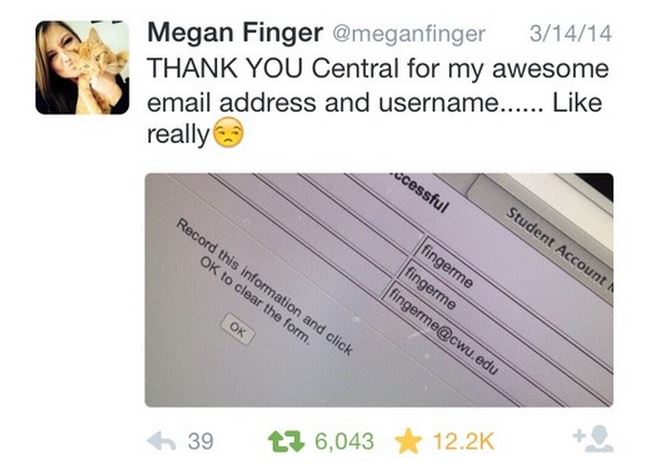 Megan Finger @meganfinger 3/14/14
THANK YOU Central for my awesome
email address and username...... Like
really😒
ccessful
Student Account
fingerme
fingerme
fingerme@cwu.edu
Record this information and click
OK to clear the form.
OK
39 6,043 12.2K